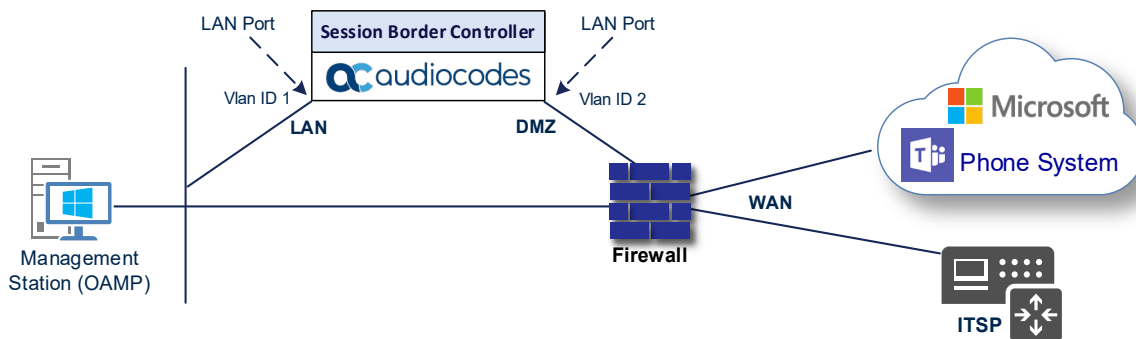 LAN Port
Session Border Controller
LAN Port
audiocodes
Vlan ID 1
Vlan ID 2
LAN
DMZ
Microsoft
T
Phone System
WAN
Management
Station (OAMP)
Firewall
ITSP